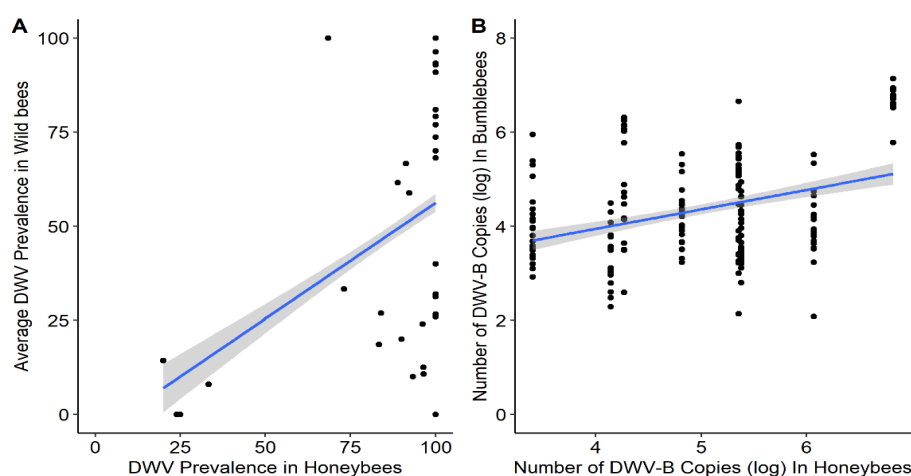 A
Average DWV Prevalence in Wild bees
100
75
50
25
0
0 25 50 75 100
DWV Prevalence in Honeybees
B
Number of DWV-B Copies (log) In Bumblebees
8
6
4
2
0
4 5 6
Number of DWV-B Copies (log) In Honeybees